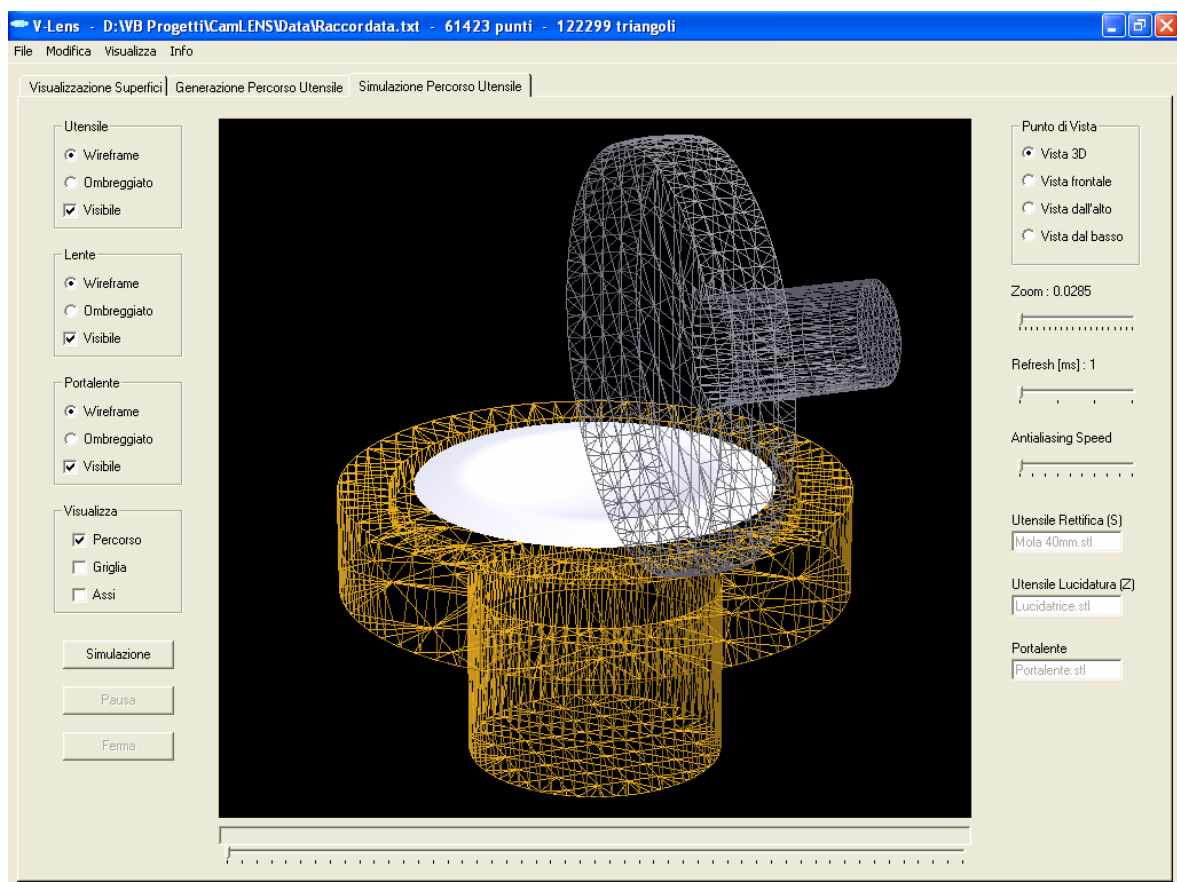 V-Lens - D:\VB Progetti\CamLENS\Data\Raccordata.txt - 61423 punti - 122299 triangoli
File Modifica Visualizza Info
Visualizzazione Superfici Generazione Percorso Utensile Simulazione Percorso Utensile
Utensile
Wireframe
Ombreggiato
Visibile
Lente
Wireframe
Ombreggiato
Visibile
Portalente
Wireframe
Ombreggiato
Visibile
Visualizza
Percorso
Griglia
Assi
Simulazione
Pausa
Ferma
Punto di Vista
Vista 3D
Vista frontale
Vista dall'alto
Vista dal basso
Zoom : 0.0285
Refresh [ms] : 1
Antialiasing Speed
Utensile Rettifica (S)
Mola 40mm.stl
Utensile Lucidatura (Z)
Lucidatrice.stl
Portalente
Portalente.stl